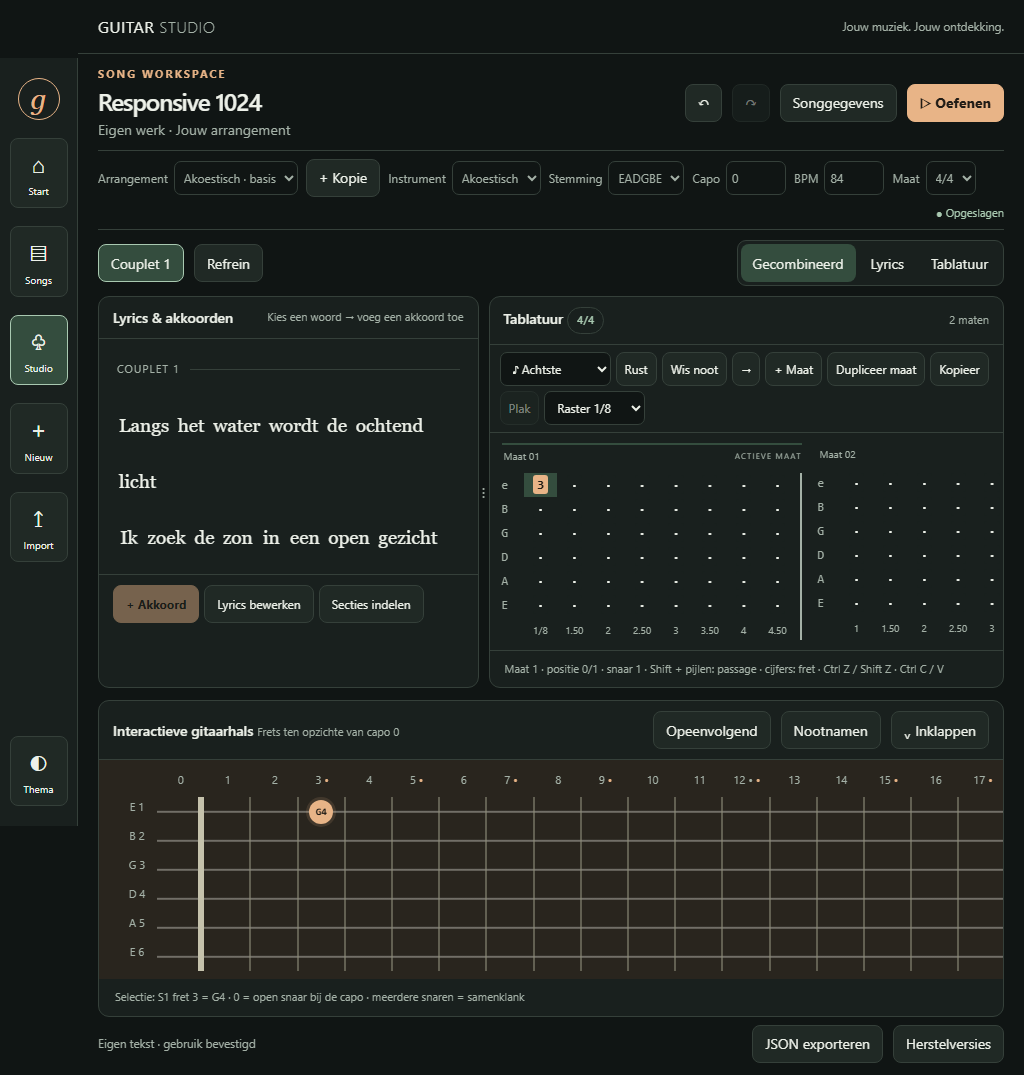 GUITAR STUDIO
Jouw muziek. Jouw ontdekking.
g
Start
Songs
Studio
Nieuw
Import
Thema
SONG WORKSPACE
Responsive 1024
Eigen werk · Jouw arrangement
↶ ↷ Songgegevens ▷ Oefenen
Arrangement Akoestisch · basis + Kopie Instrument Akoestisch Stemming EADGBE Capo 0 BPM 84 Maat 4/4
● Opgeslagen
Couplet 1 Refrein
Gecombineerd Lyrics Tablatuur
Lyrics & akkoorden Kies een woord → voeg een akkoord toe
COUPLET 1
Langs het water wordt de ochtend
licht
Ik zoek de zon in een open gezicht
+ Akkoord Lyrics bewerken Secties indelen
Tablatuur 4/4 2 maten
♪ Achtste Rust Wis noot → + Maat Dupliceer maat Kopieer
Plak Raster 1/8
Maat 01 ACTIEVE MAAT Maat 02
e 3 · · · · · · · e · · · · ·
B · · · · · · · · B · · · · ·
G · · · · · · · · G · · · · ·
D · · · · · · · · D · · · · ·
A · · · · · · · · A · · · · ·
E · · · · · · · · E · · · · ·
1/8 1.50 2 2.50 3 3.50 4 4.50 1 1.50 2 2.50 3
Maat 1 · positie 0/1 · snaar 1 · Shift + pijlen: passage · cijfers: fret · Ctrl Z / Shift Z · Ctrl C / V
Interactieve gitaarhals Frets ten opzichte van capo 0
Opeenvolgend Nootnamen ⌄ Inklappen
0 1 2 3 • 4 5 • 6 7 • 8 9 • 10 11 12 • • 13 14 15 • 16 17 •
E 1 G4
B 2
G 3
D 4
A 5
E 6
Selectie: S1 fret 3 = G4 · 0 = open snaar bij de capo · meerdere snaren = samenklank
Eigen tekst · gebruik bevestigd
JSON exporteren Herstelversies